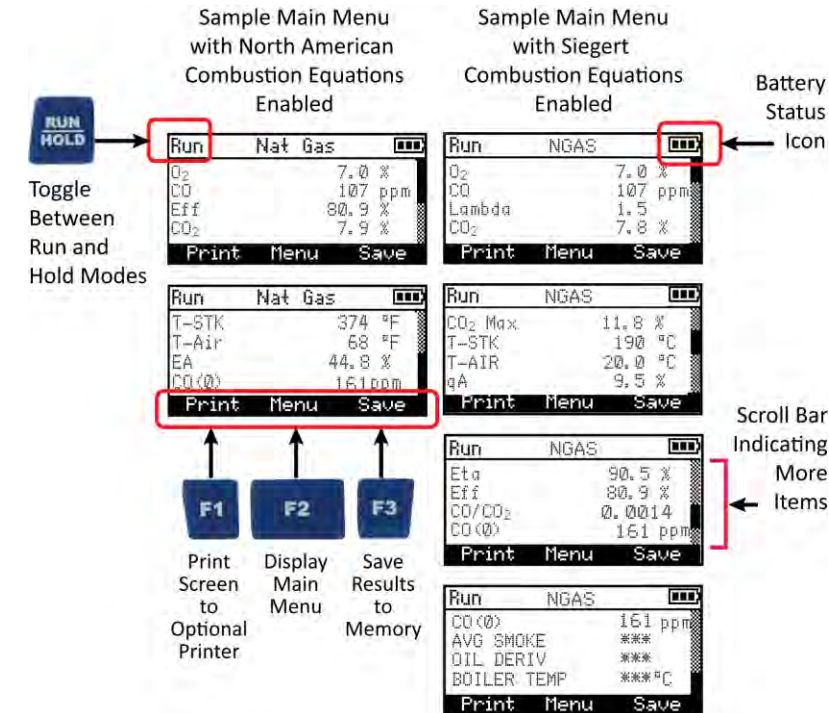 Sample Main Menu
with North American
Combustion Equations
Enabled
Sample Main Menu
with Siegert
Combustion Equations
Enabled
Battery
Status
Icon
RUN
HOLD
Toggle
Between
Run and
Hold Modes
Run Nat Gas
O₂ 7.0 %
CO 107 ppm
Eff 80.9 %
CO₂ 7.9 %
Print Menu Save
Run NGAS
O₂ 7.0 %
CO 107 ppm
Lambda 1.5
CO₂ 7.8 %
Print Menu Save
Run Nat Gas
T-STK 374 °F
T-Air 68 °F
EA 44.8 %
CO(0) 161ppm
Print Menu Save
Run NGAS
CO₂ Max 11.8 %
T-STK 190 °C
T-AIR 20.0 °C
qA 9.5 %
Print Menu Save
F1
F2
F3
Print
Screen
to
Optional
Printer
Display
Main
Menu
Save
Results
to
Memory
Run NGAS
Eta 90.5 %
Eff 80.9 %
CO/CO₂ 0.0014
CO(0) 161 ppm
Print Menu Save
Scroll Bar
Indicating
More
Items
Run NGAS
CO(0) 161 ppm
AVG SMOKE ***
OIL DERIV ***
BOILER TEMP ***°C
Print Menu Save